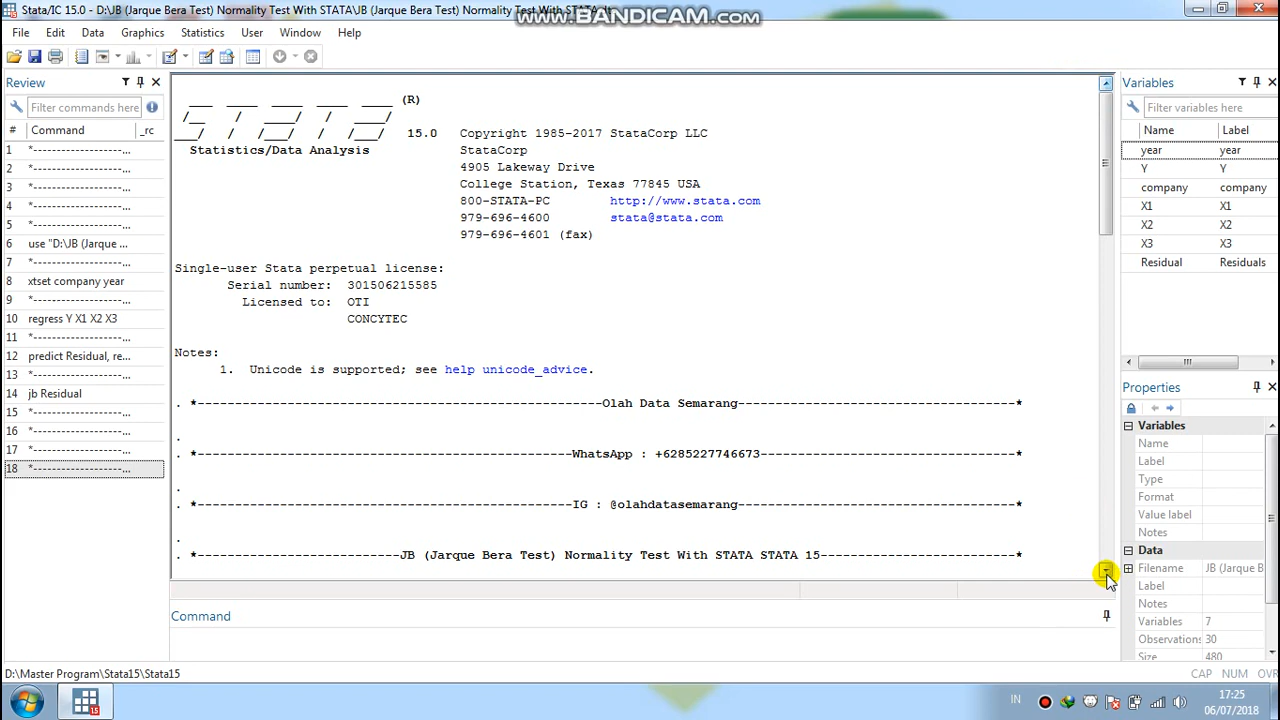 Stata/IC 15.0 - D:\JB (Jarque Bera Test) Normality Test With STATA\JB (Jarque Bera Test) Normality Test With STATA
WWW.BANDICAM.COM
File Edit Data Graphics Statistics User Window Help
Review
Filter commands here
# Command _rc
1 *--------------------...
2 *--------------------...
3 *--------------------...
4 *--------------------...
5 *--------------------...
6 use "D:\JB (Jarque ...
7 *--------------------...
8 xtset company year
9 *--------------------...
10 regress Y X1 X2 X3
11 *--------------------...
12 predict Residual, re...
13 *--------------------...
14 jb Residual
15 *--------------------...
16 *--------------------...
17 *--------------------...
18 *--------------------...
(R)
15.0 Copyright 1985-2017 StataCorp LLC
Statistics/Data Analysis StataCorp
4905 Lakeway Drive
College Station, Texas 77845 USA
800-STATA-PC http://www.stata.com
979-696-4600 stata@stata.com
979-696-4601 (fax)
Single-user Stata perpetual license:
Serial number: 301506215585
Licensed to: OTI
CONCYTEC
Notes:
1. Unicode is supported; see help unicode_advice.
. *------------------------------------------------------Olah Data Semarang-------------------------------------*
.
. *--------------------------------------------------WhatsApp : +6285227746673----------------------------------*
.
. *--------------------------------------------------IG : @olahdatasemarang-------------------------------------*
.
. *---------------------------JB (Jarque Bera Test) Normality Test With STATA STATA 15--------------------------*
Command
Variables
Filter variables here
Name Label
year year
Y Y
company company
X1 X1
X2 X2
X3 X3
Residual Residuals
Properties
Variables
Name
Label
Type
Format
Value label
Notes
Data
Filename JB (Jarque B
Label
Notes
Variables 7
Observations 30
Size 480
D:\Master Program\Stata15\Stata15
CAP NUM OVR
IN
17:25
06/07/2018